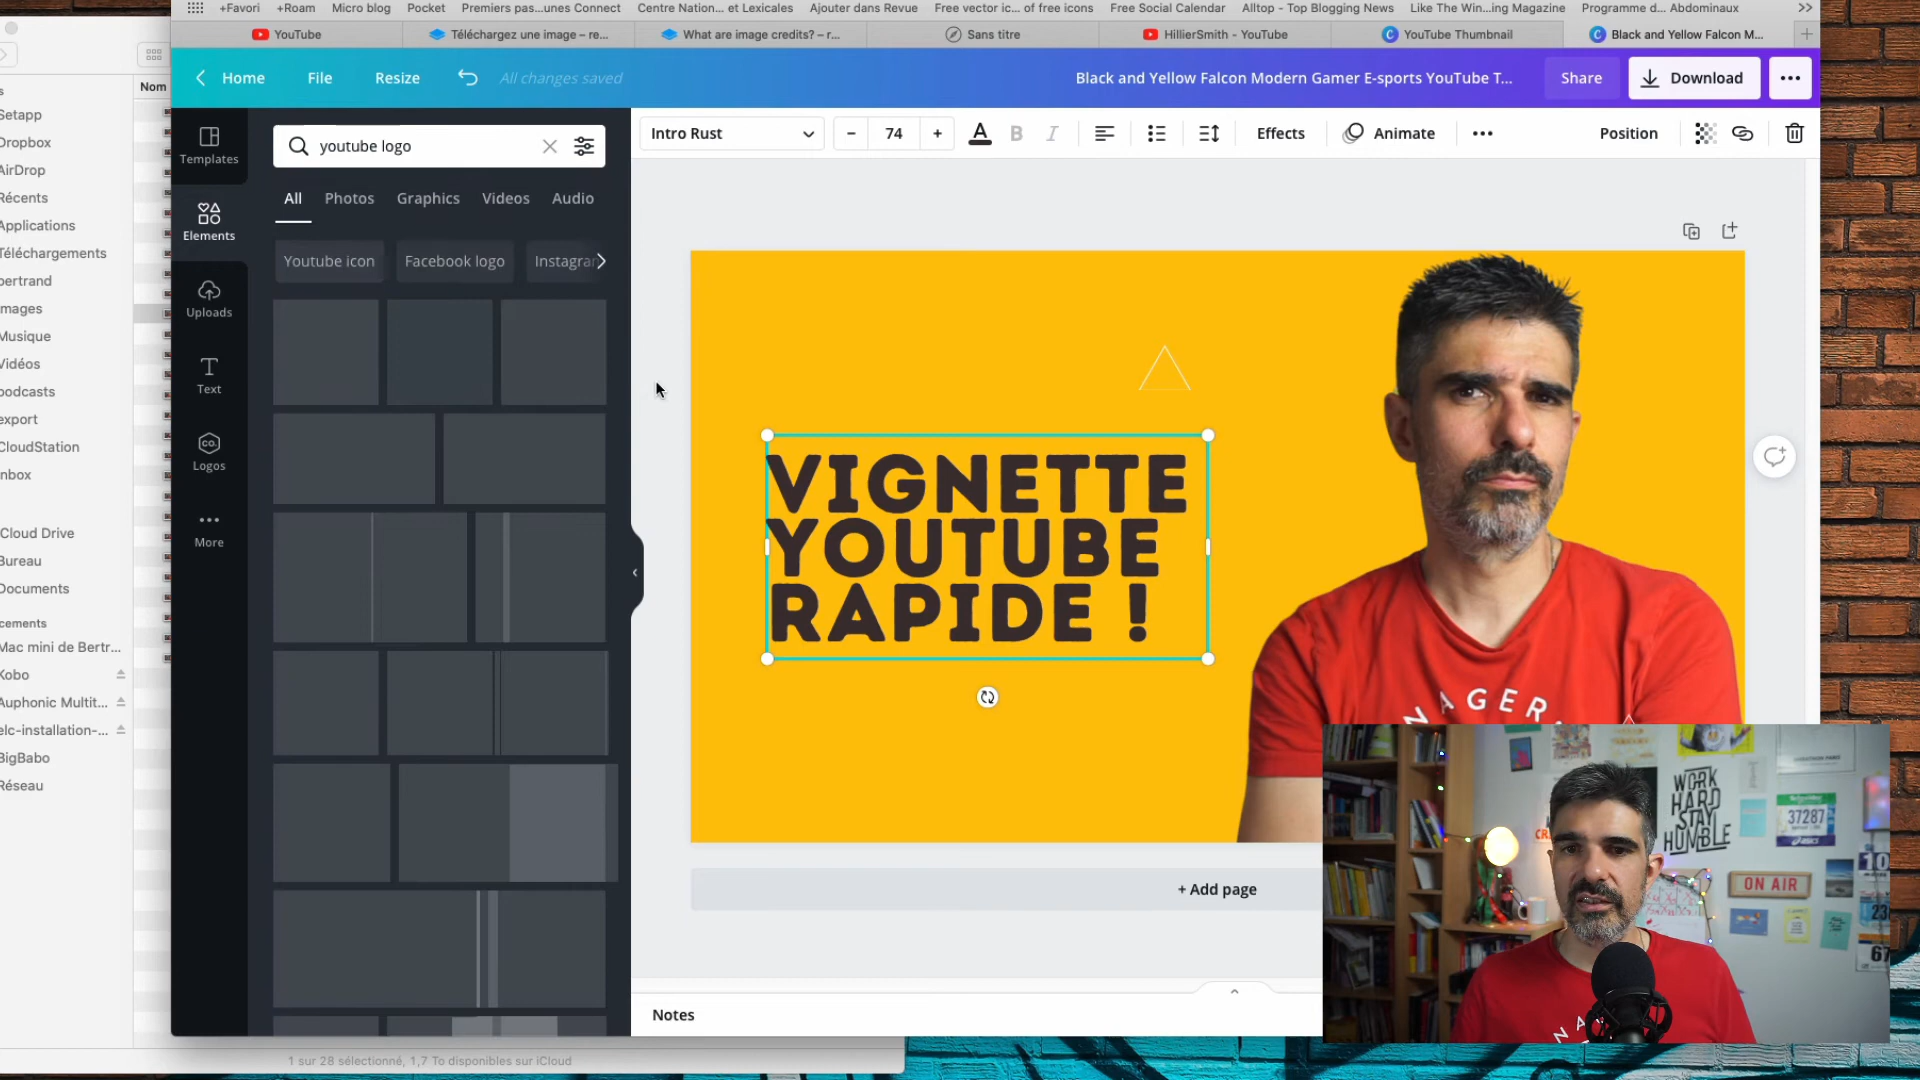 +Favori
+Roam
Micro blog
Pocket
Premiers pas...unes Connect
Centre Nation... et Lexicales
Ajouter dans Revue
Free vector ic... of free icons
Free Social Calendar
Alltop - Top Blogging News
Like The Win...ing Magazine
Programme d... Abdominaux
YouTube
Téléchargez une image – re...
What are image credits? – r...
Sans titre
HillierSmith - YouTube
YouTube Thumbnail
Black and Yellow Falcon M...
Home
File
Resize
All changes saved
Black and Yellow Falcon Modern Gamer E-sports YouTube T...
Share
Download
Nom
Setapp
Dropbox
AirDrop
Récents
Applications
Téléchargements
bertrand
mages
Musique
Vidéos
podcasts
export
CloudStation
nbox
Cloud Drive
Bureau
Documents
cements
Mac mini de Bertr...
Kobo
Auphonic Multit...
elc-installation-...
BigBabo
Réseau
Templates
Elements
Uploads
Text
CO.
Logos
More
youtube logo
All
Photos
Graphics
Videos
Audio
Youtube icon
Facebook logo
Instagra
Intro Rust
74
A
B
I
Effects
Animate
Position
VIGNETTE
YOUTUBE
RAPIDE !
NAGER
+ Add page
Notes
WORK
HARD
STAY
HUMBLE
37287
ON AIR
CR
10
23
67
1 sur 28 sélectionné, 1,7 To disponibles sur iCloud